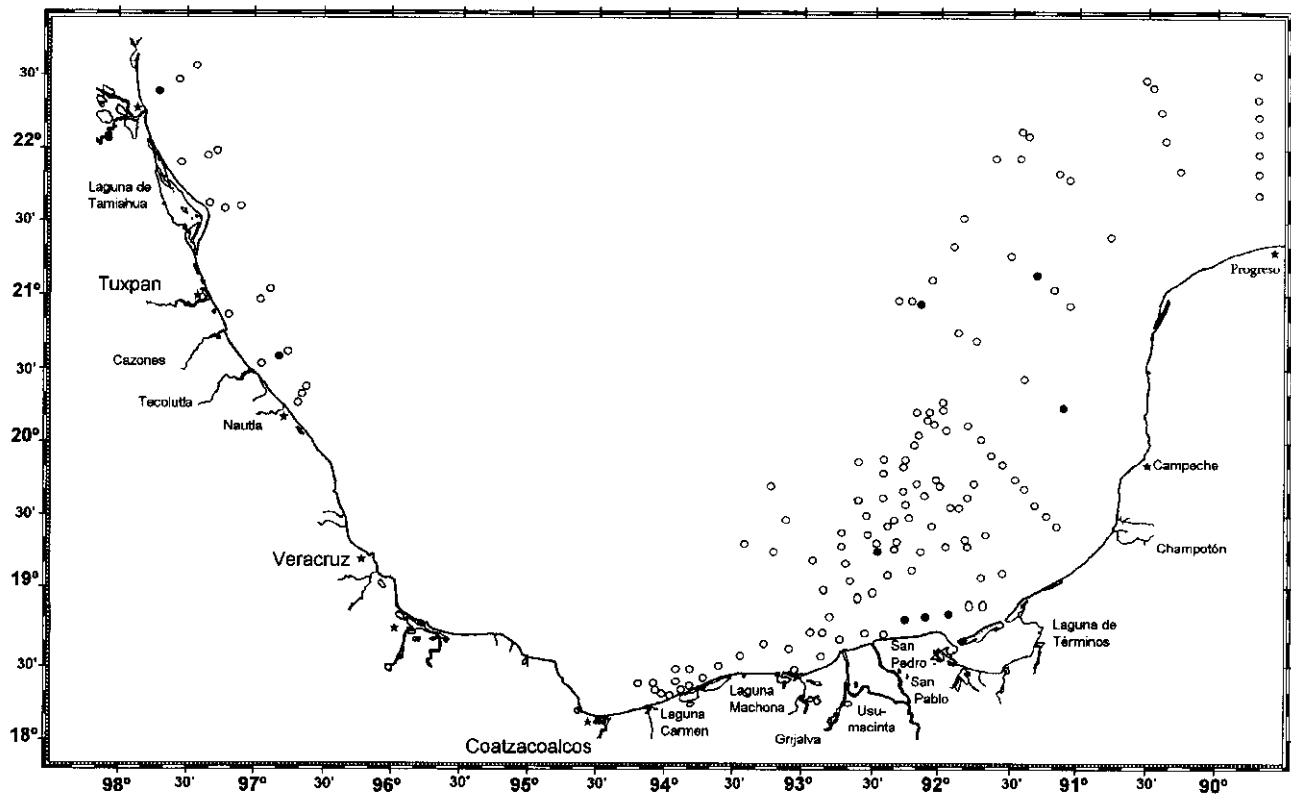 30'
22º
Laguna de
Tamiahua
30'
Progreso
Tuxpan
21º
Cazones
30'
Tecolutla
Nautla
20º
Campeche
30'
Champotón
Veracruz
19º
Laguna de
Términos
30'
San
Pedro
San
Pablo
Laguna
Machona
Laguna
Carmen
Usu-
macinta
18º
Coatzacoalcos
Grijalva
98º 30' 97º 30' 96º 30' 95º 30' 94º 30' 93º 30' 92º 30' 91º 30' 90º